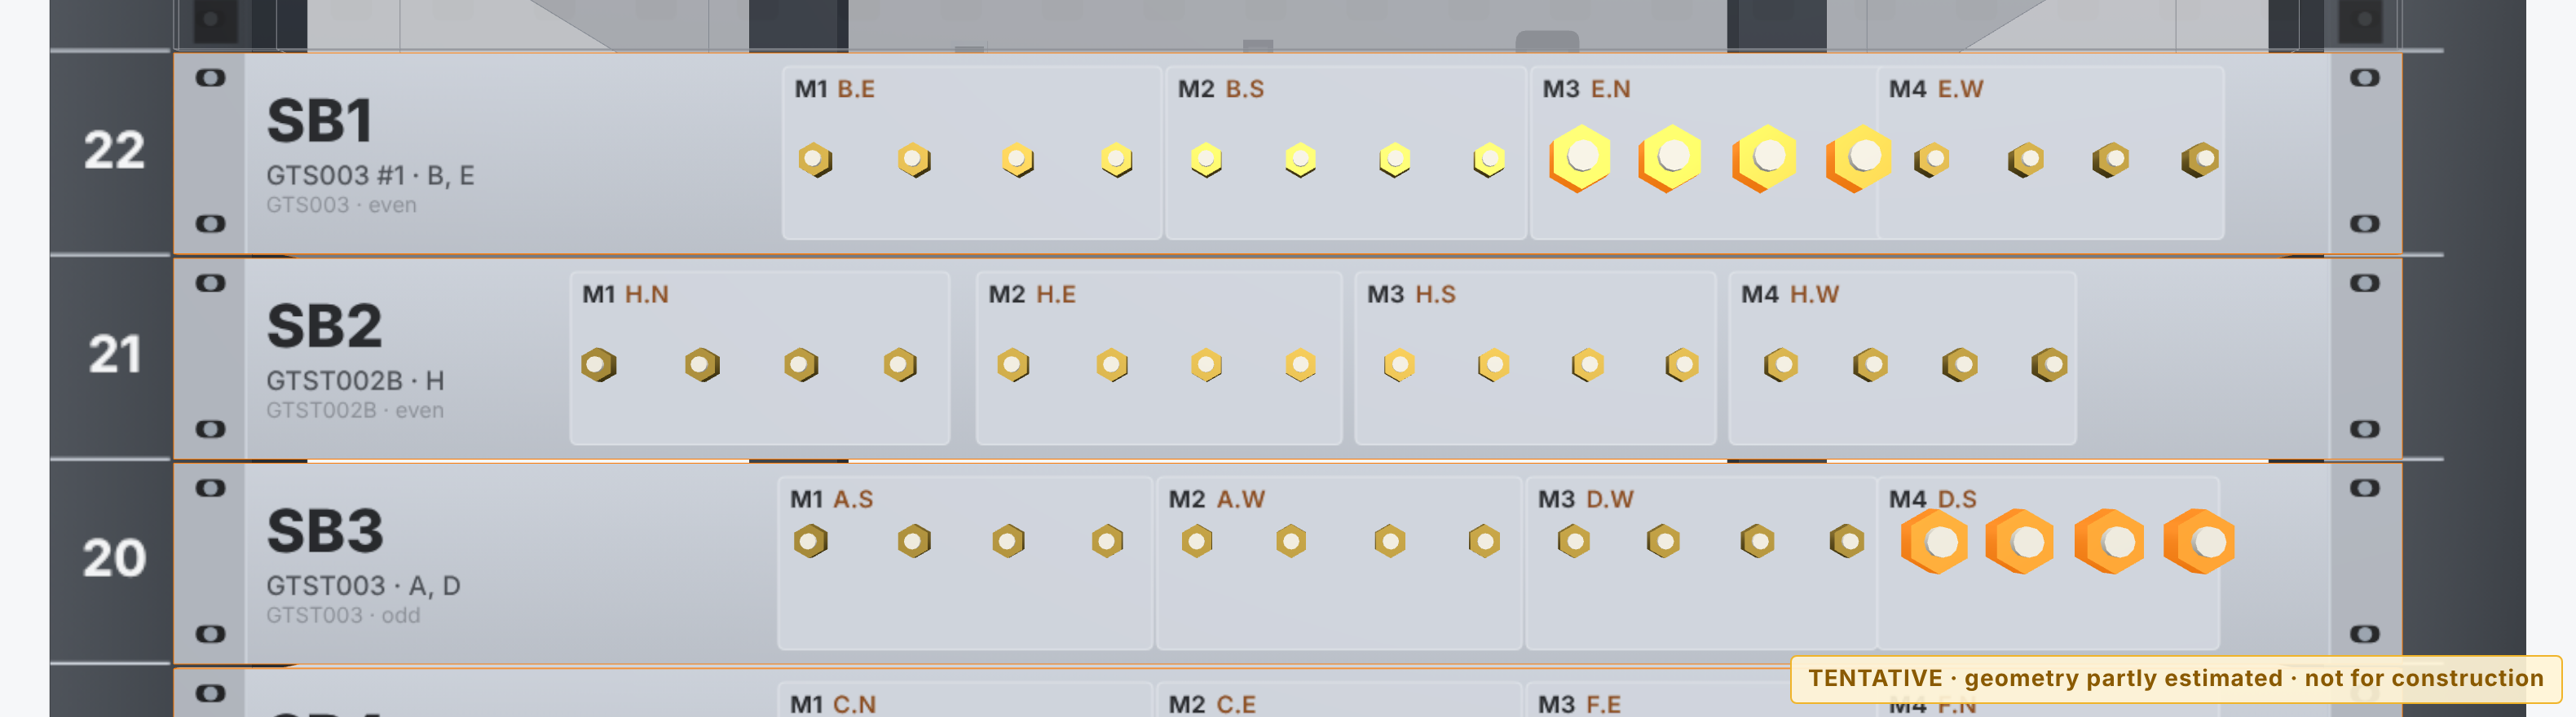 22
SB1
GTS003 #1 · B, E
GTS003 · even
M1 B.E
M2 B.S
M3 E.N
M4 E.W
21
SB2
GTST002B · H
GTST002B · even
M1 H.N
M2 H.E
M3 H.S
M4 H.W
20
SB3
GTST003 · A, D
GTST003 · odd
M1 A.S
M2 A.W
M3 D.W
M4 D.S
M1 C.N
M2 C.E
M3 F.E
M4 F.N
TENTATIVE · geometry partly estimated · not for construction